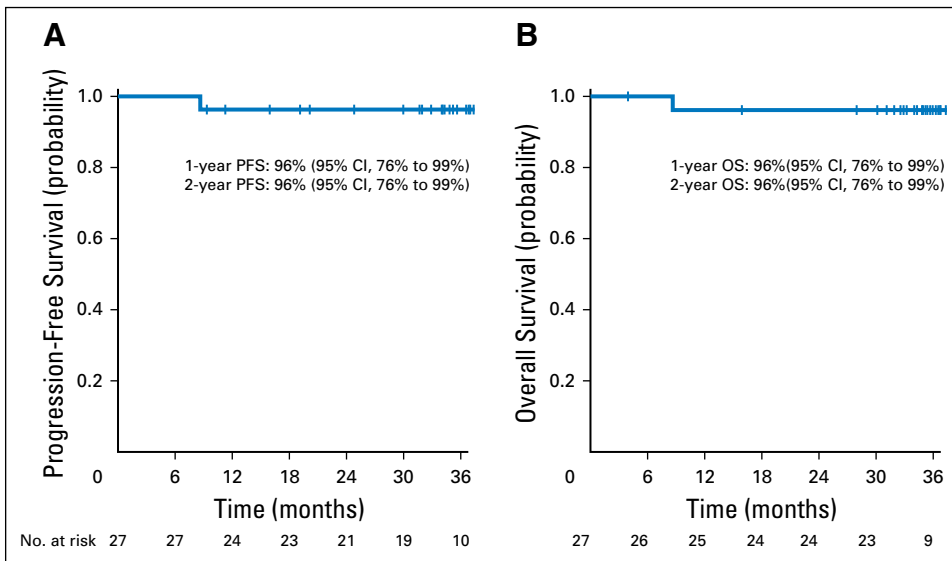 A
Progression-Free Survival (probability)
1.0
0.8
0.6
0.4
0.2
0
6
12
18
24
30
36
1-year PFS: 96% (95% CI, 76% to 99%)
2-year PFS: 96% (95% CI, 76% to 99%)
Time (months)
No. at risk 27 27 24 23 21 19 10
B
Overall Survival (probability)
1.0
0.8
0.6
0.4
0.2
0
6
12
18
24
30
36
1-year OS: 96%(95% CI, 76% to 99%)
2-year OS: 96%(95% CI, 76% to 99%)
Time (months)
27 26 25 24 24 23 9